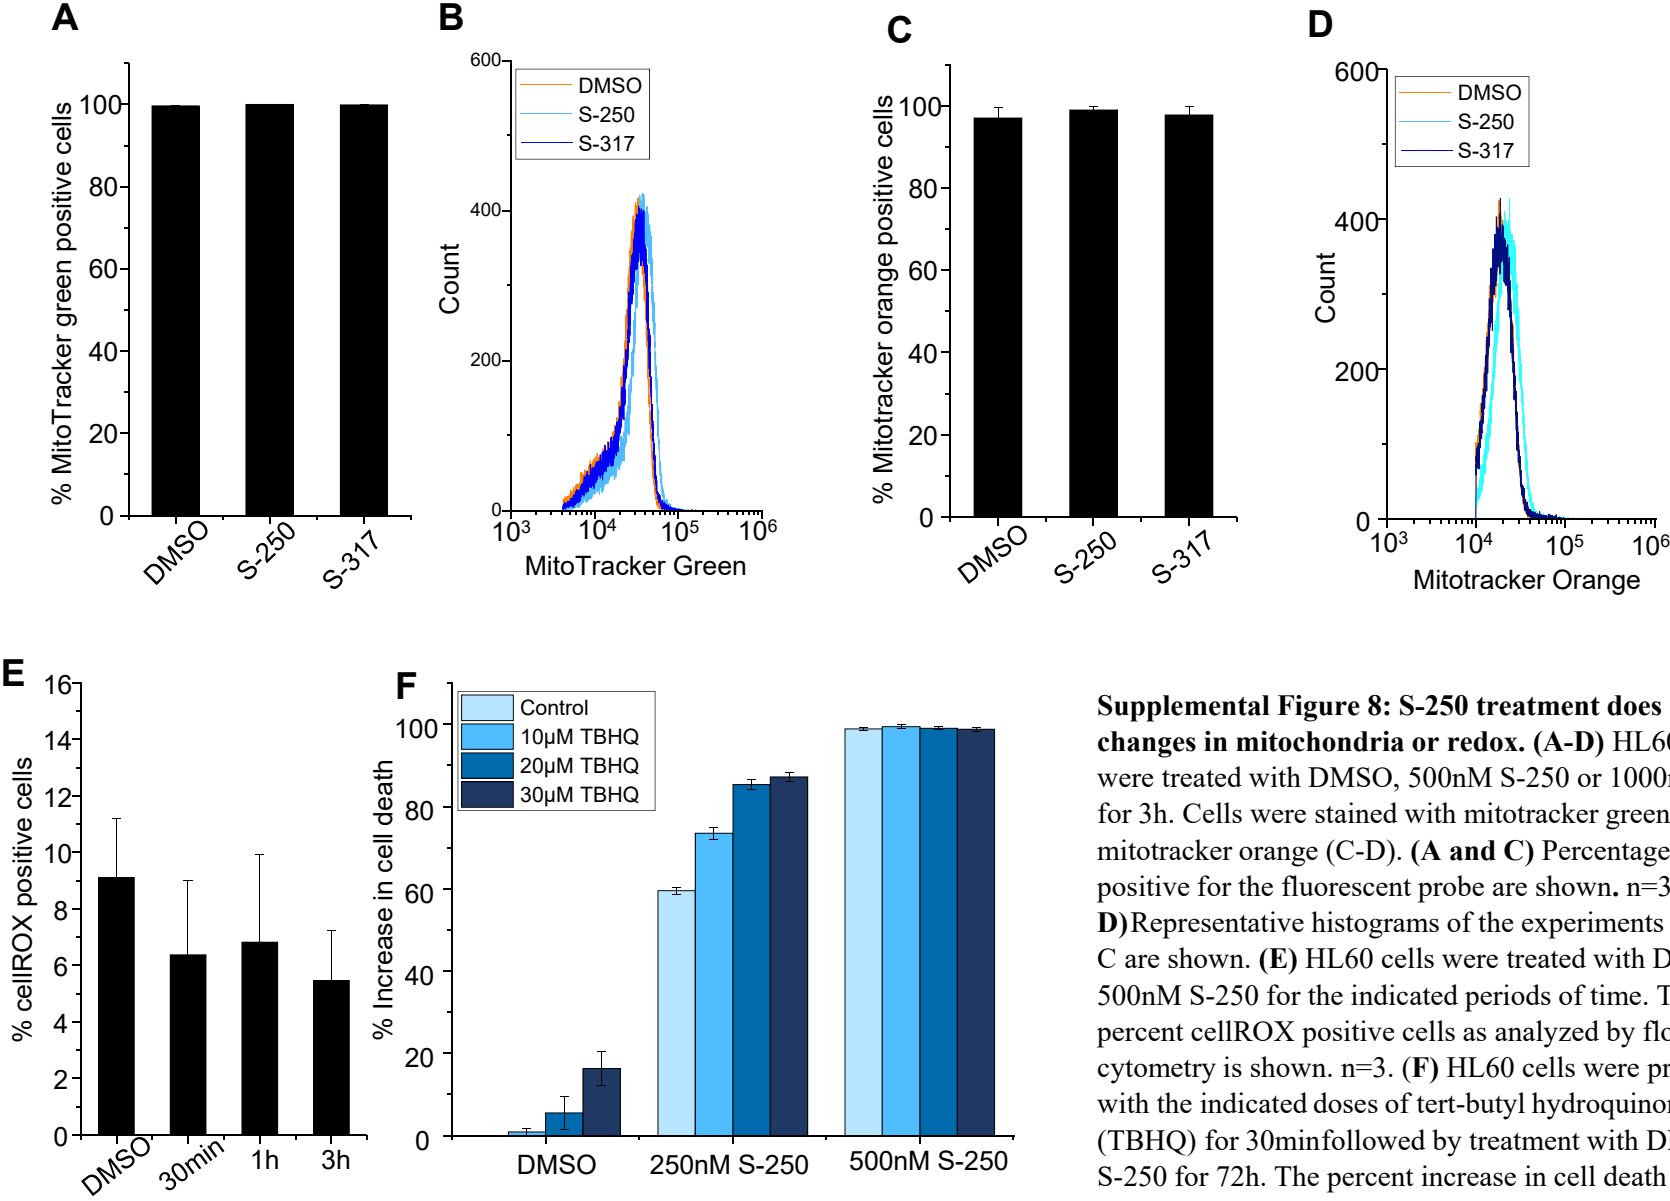 A
% MitoTracker green positive cells
100
80
60
40
20
0
DMSO
S-250
S-317
B
Count
600
400
200
0
DMSO
S-250
S-317
10³
10⁴
10⁵
10⁶
MitoTracker Green
C
% Mitotracker orange positive cells
100
80
60
40
20
0
DMSO
S-250
S-317
D
Count
600
400
200
0
DMSO
S-250
S-317
10³
10⁴
10⁵
10⁶
Mitotracker Orange
E
% cellROX positive cells
16
14
12
10
8
6
4
2
0
DMSO
30min
1h
3h
F
% Increase in cell death
100
80
60
40
20
0
Control
10µM TBHQ
20µM TBHQ
30µM TBHQ
DMSO
250nM S-250
500nM S-250
Supplemental Figure 8: S-250 treatment does
changes in mitochondria or redox. (A-D) HL60
were treated with DMSO, 500nM S-250 or 1000n
for 3h. Cells were stained with mitotracker green
mitotracker orange (C-D). (A and C) Percentage
positive for the fluorescent probe are shown. n=3
D)Representative histograms of the experiments
C are shown. (E) HL60 cells were treated with D
500nM S-250 for the indicated periods of time. T
percent cellROX positive cells as analyzed by flo
cytometry is shown. n=3. (F) HL60 cells were pr
with the indicated doses of tert-butyl hydroquinon
(TBHQ) for 30minfollowed by treatment with D
S-250 for 72h. The percent increase in cell death